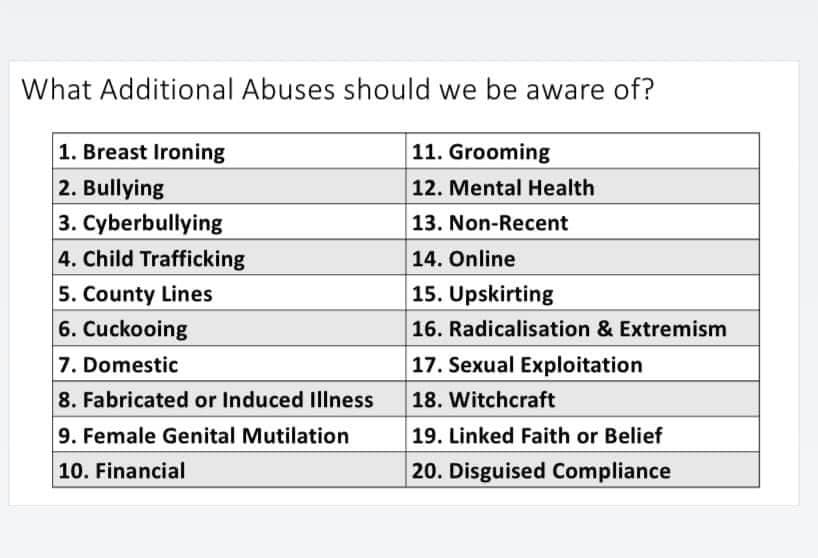 What Additional Abuses should we be aware of?
1. Breast Ironing
2. Bullying
3. Cyberbullying
4. Child Trafficking
5. County Lines
6. Cuckooing
7. Domestic
8. Fabricated or Induced Illness
9. Female Genital Mutilation
10. Financial
11. Grooming
12. Mental Health
13. Non-Recent
14. Online
15. Upskirting
16. Radicalisation & Extremism
17. Sexual Exploitation
18. Witchcraft
19. Linked Faith or Belief
20. Disguised Compliance